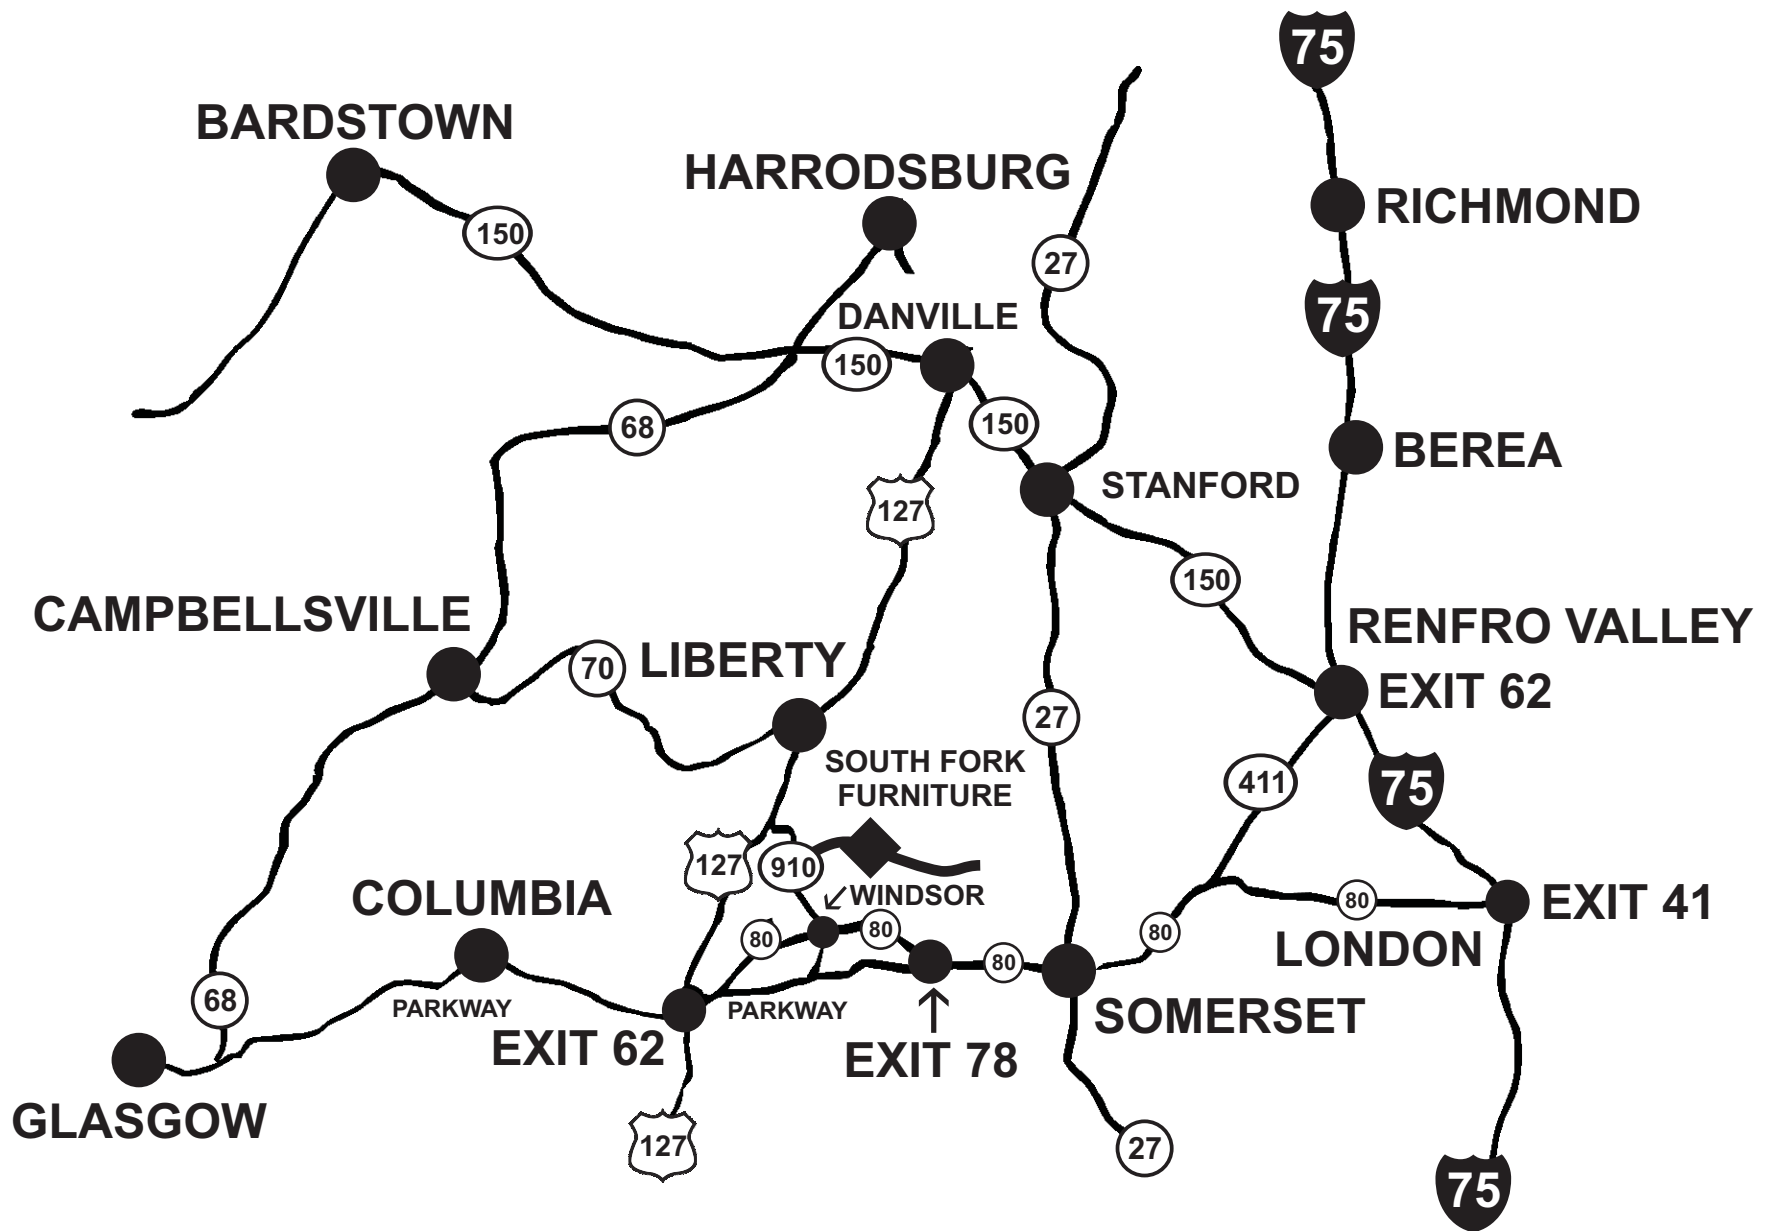 75
BARDSTOWN
HARRODSBURG
RICHMOND
150
27
75
DANVILLE
150
68
150
BEREA
STANFORD
127
150
CAMPBELLSVILLE
RENFRO VALLEY
LIBERTY
70
EXIT 62
27
SOUTH FORK
FURNITURE
411
75
127
910
COLUMBIA
WINDSOR
80
EXIT 41
80
80
80
LONDON
80
68
PARKWAY
PARKWAY
SOMERSET
EXIT 62
EXIT 78
GLASGOW
127
27
75